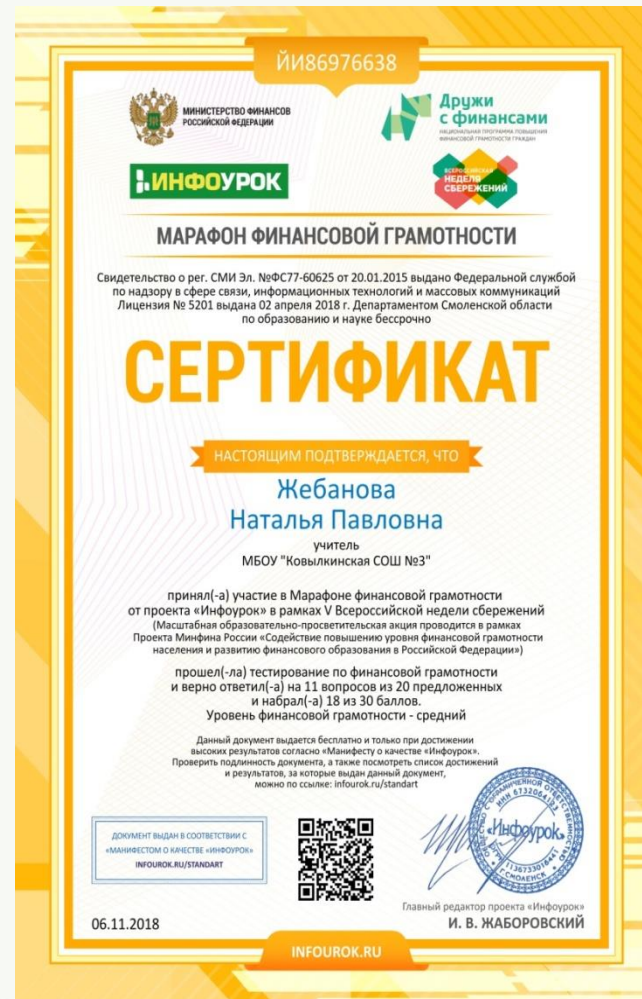 ЙИ86976638
МИНИСТЕРСТВО ФИНАНСОВ
РОССИЙСКОЙ ФЕДЕРАЦИИ
Дружи
с финансами
НАЦИОНАЛЬНАЯ ПРОГРАММА ПОВЫШЕНИЯ
ФИНАНСОВОЙ ГРАМОТНОСТИ ГРАЖДАН
ИНФОУРОК
ВСЕРОССИЙСКАЯ
НЕДЕЛЯ
СБЕРЕЖЕНИЙ
МАРАФОН ФИНАНСОВОЙ ГРАМОТНОСТИ
Свидетельство о рег. СМИ Эл. №ФС77-60625 от 20.01.2015 выдано Федеральной службой
по надзору в сфере связи, информационных технологий и массовых коммуникаций
Лицензия № 5201 выдана 02 апреля 2018 г. Департаментом Смоленской области
по образованию и науке бессрочно
СЕРТИФИКАТ
НАСТОЯЩИМ ПОДТВЕРЖДАЕТСЯ, ЧТО
Жебанова
Наталья Павловна
учитель
МБОУ "Ковылкинская СОШ №3"
принял(-а) участие в Марафоне финансовой грамотности
от проекта «Инфоурок» в рамках V Всероссийской недели сбережений
(Масштабная образовательно-просветительская акция проводится в рамках
Проекта Минфина России «Содействие повышению уровня финансовой грамотности
населения и развитию финансового образования в Российской Федерации»)
прошел(-ла) тестирование по финансовой грамотности
и верно ответил(-а) на 11 вопросов из 20 предложенных
и набрал(-а) 18 из 30 баллов.
Уровень финансовой грамотности - средний
Данный документ выдается бесплатно и только при достижении
высоких результатов согласно «Манифесту о качестве «Инфоурок».
Проверить подлинность документа, а также посмотреть список достижений
и результатов, за которые выдан данный документ,
можно по ссылке: infourok.ru/standart
ДОКУМЕНТ ВЫДАН В СООТВЕТСТВИИ С
«МАНИФЕСТОМ О КАЧЕСТВЕ «ИНФОУРОК»
INFOUROK.RU/STANDART
«Инфоурок»
Г.СМОЛЕНСК
Главный редактор проекта «Инфоурок»
06.11.2018
И. В. ЖАБОРОВСКИЙ
INFOUROK.RU